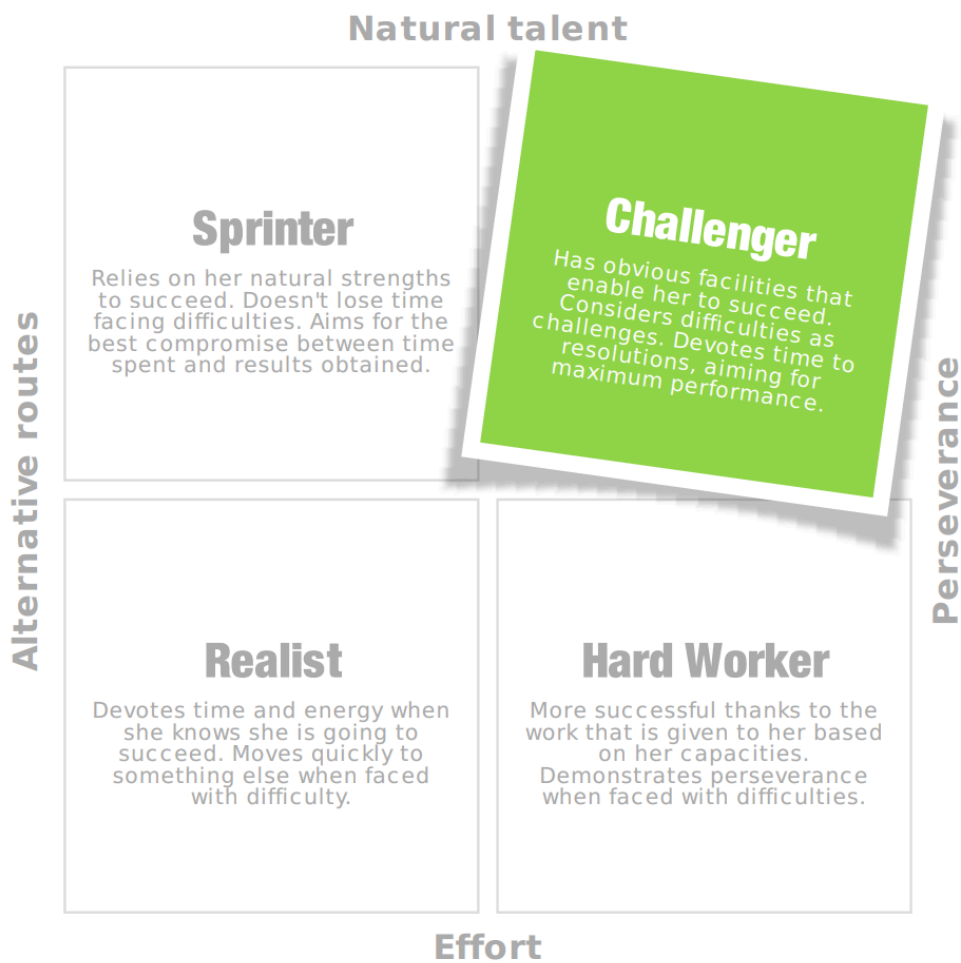 Natural talent
Sprinter
Relies on her natural strengths
to succeed. Doesn't lose time
facing difficulties. Aims for the
best compromise between time
spent and results obtained.
Challenger
Has obvious facilities that
enable her to succeed.
Considers difficulties as
challenges. Devotes time to
resolutions, aiming for
maximum performance.
Alternative routes
Perseverance
Realist
Devotes time and energy when
she knows she is going to
succeed. Moves quickly to
something else when faced
with difficulty.
Hard Worker
More successful thanks to the
work that is given to her based
on her capacities.
Demonstrates perseverance
when faced with difficulties.
Effort